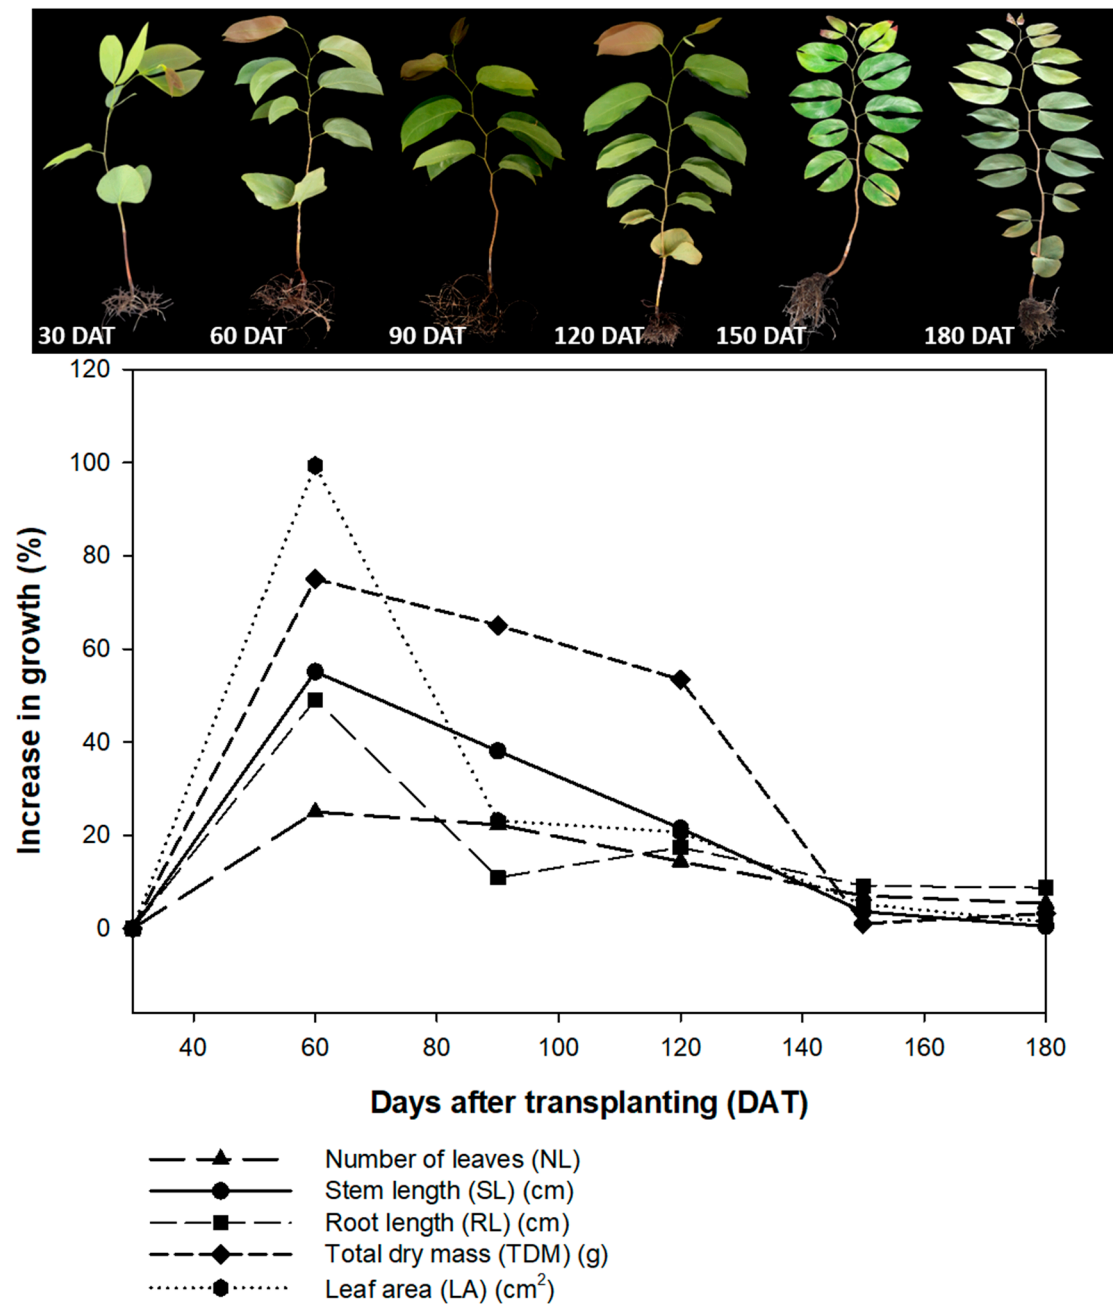 30 DAT
60 DAT
90 DAT
120 DAT
150 DAT
180 DAT
120
100
80
60
40
20
0
Increase in growth (%)
40
60
80
100
120
140
160
180
Days after transplanting (DAT)
Number of leaves (NL)
Stem length (SL) (cm)
Root length (RL) (cm)
Total dry mass (TDM) (g)
Leaf area (LA) (cm²)